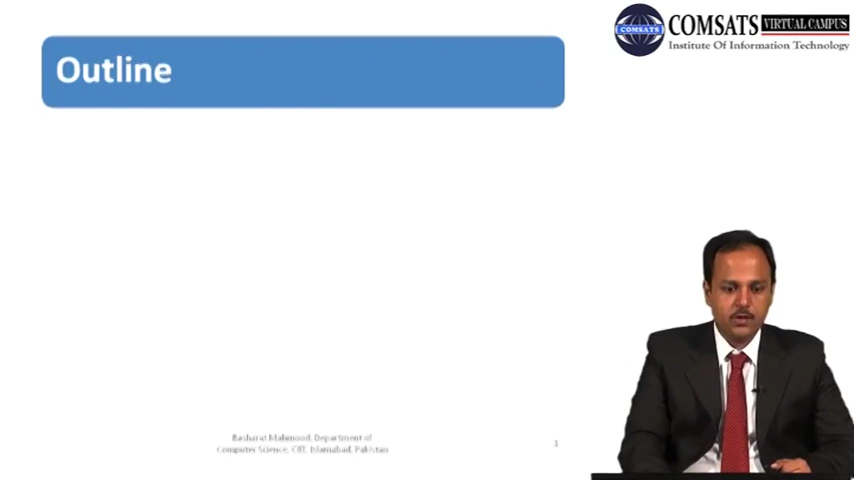 COMSATS VIRTUAL CAMPUS
COMSATS
Institute Of Information Technology
Outline
Basharat Mahmood, Department of
Computer Science, CIIT, Islamabad, Pakistan
3